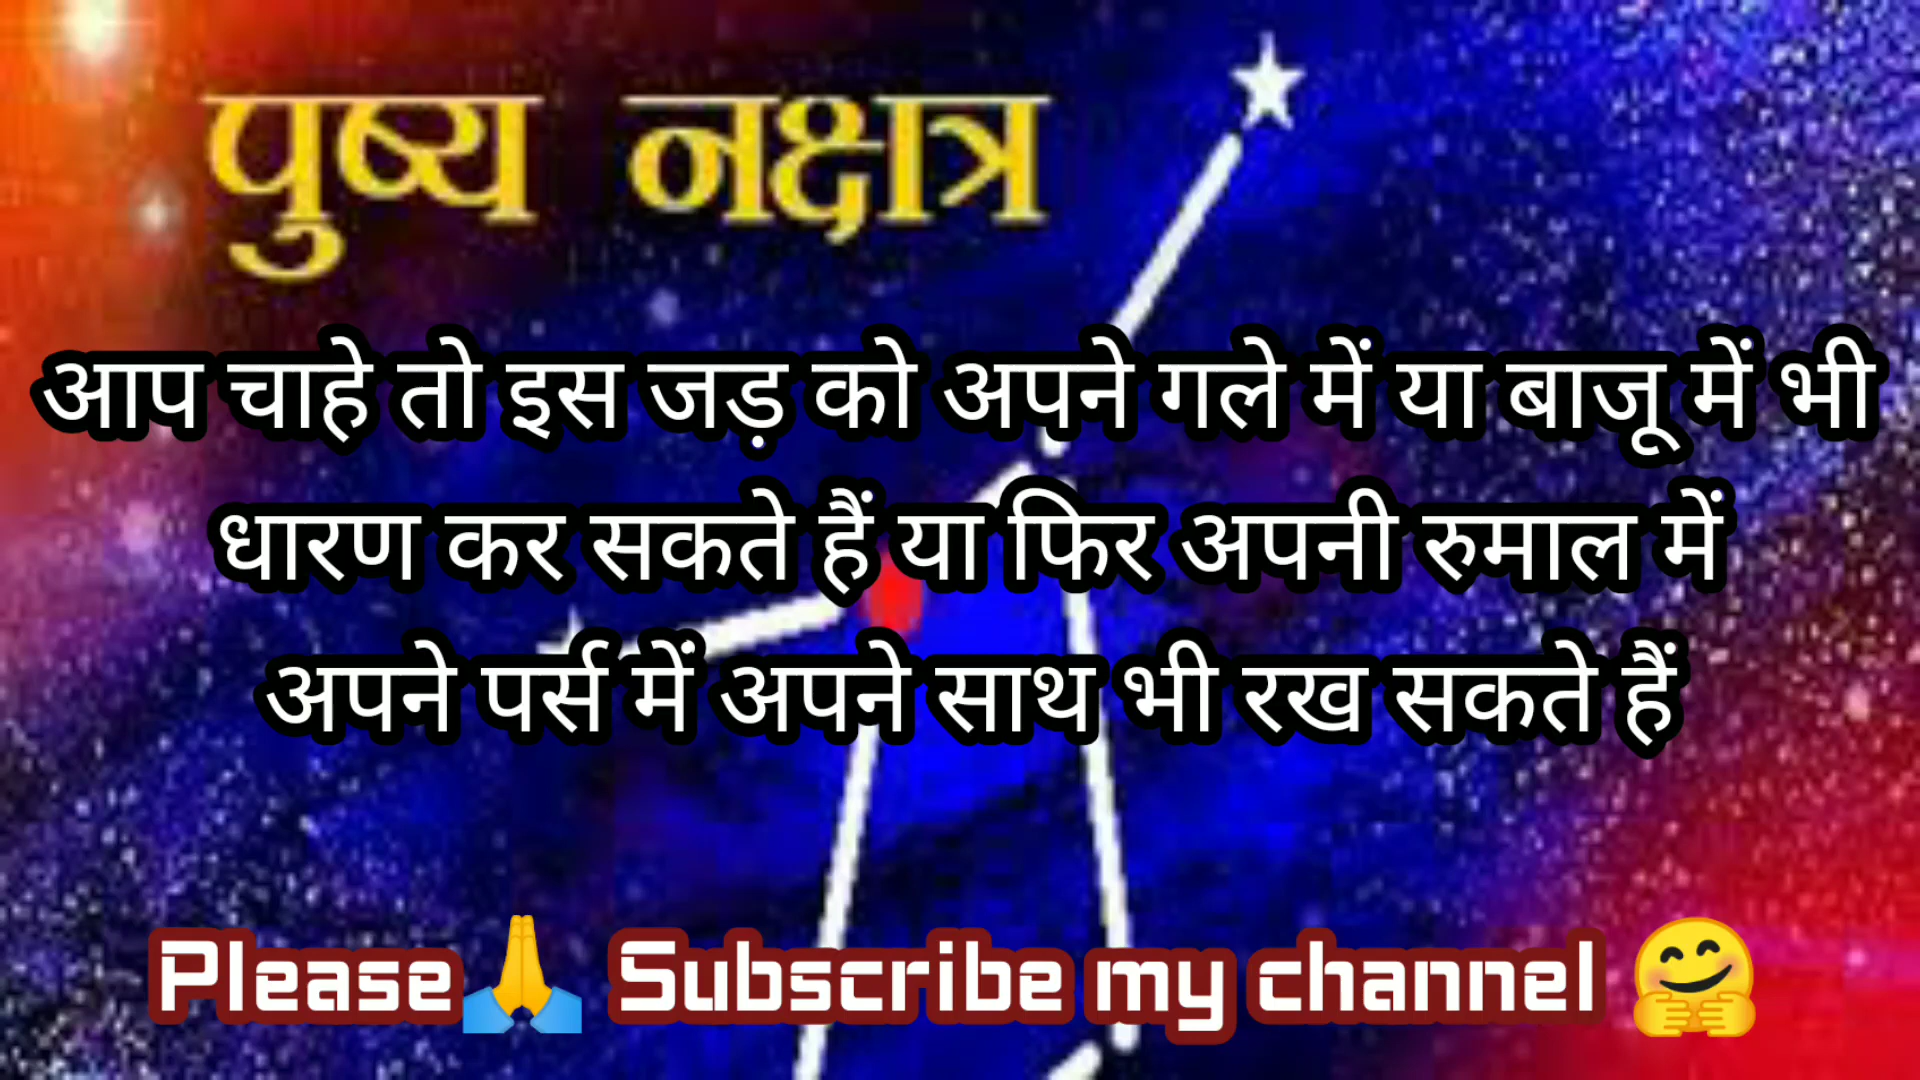 पुष्य नक्षत्र
आप चाहे तो इस जड़ को अपने गले में या बाजू में भी
धारण कर सकते हैं या फिर अपनी रुमाल में
अपने पर्स में अपने साथ भी रख सकते हैं
Please🙏 Subscribe my channel 🤗